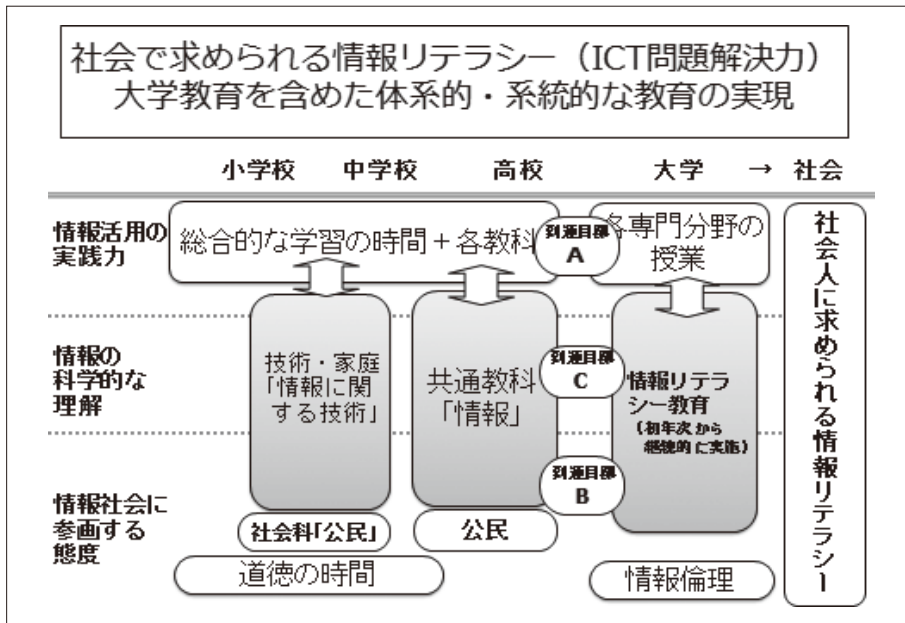 社会で求められる情報リテラシー（ICT問題解決力）
大学教育を含めた体系的・系統的な教育の実現
小学校 中学校 高校 大学 → 社会
情報活用の
実践力
総合的な学習の時間＋各教科
到達目標
A
各専門分野の
授業
情報の
科学的な
理解
技術・家庭
「情報に関
する技術」
共通教科
「情報」
到達目標
C
情報リテラ
シー教育
（初年次から
継続的に実施）
到達目標
B
情報社会に
参画する
態度
社会科「公民」
公民
道徳の時間
情報倫理
社会人に求められる情報リテラシー